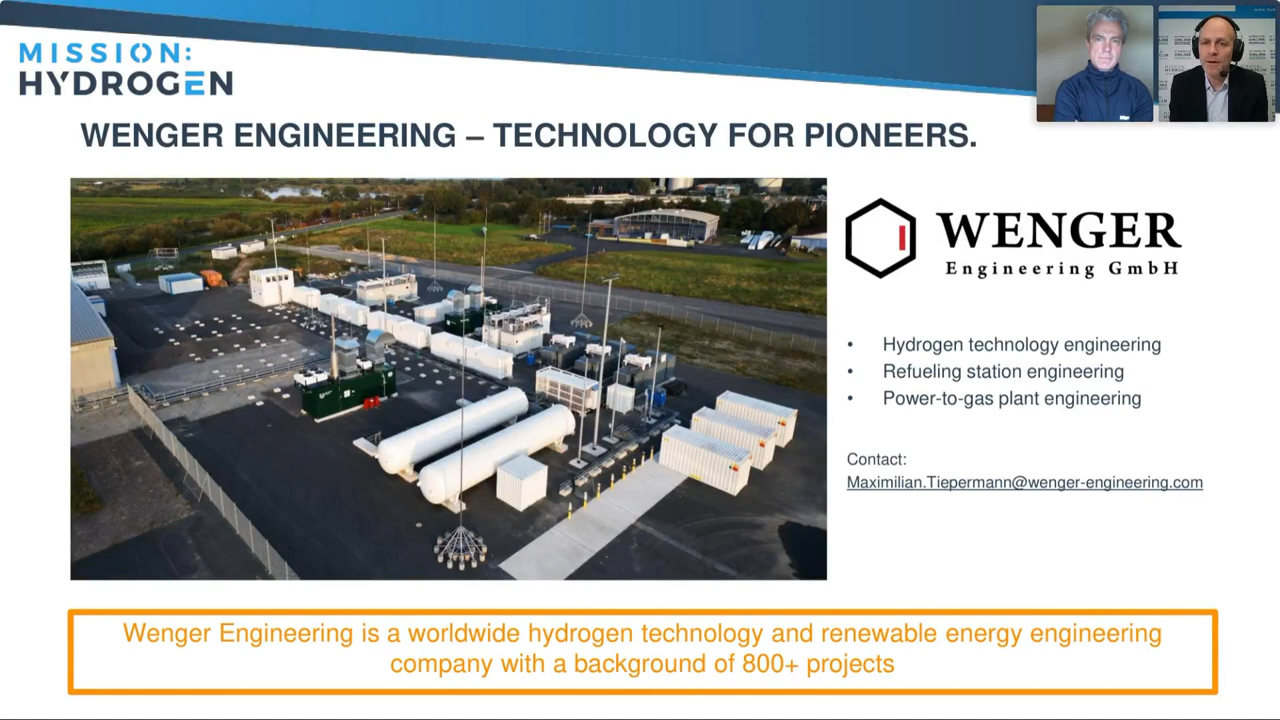 MISSION:
HYDROGEN
WENGER ENGINEERING – TECHNOLOGY FOR PIONEERS.
WENGER
Engineering GmbH
• Hydrogen technology engineering
• Refueling station engineering
• Power-to-gas plant engineering
Contact:
Maximilian.Tiepermann@wenger-engineering.com
Wenger Engineering is a worldwide hydrogen technology and renewable energy engineering
company with a background of 800+ projects